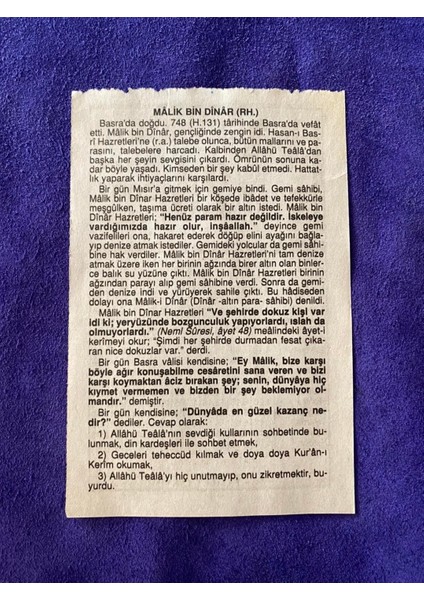 MÂLİK BİN DÎNÂR (RH.)
Basra'da doğdu. 748 (H.131) târihinde Basra'da vefât
etti. Mâlik bin Dînâr, gençliğinde zengin idi. Hasan-ı Bas-
rî Hazretleri'ne (r.a.) talebe olunca, bütün mallarını ve pa-
rasını, talebelere harcadı. Kalbinden Allâhü Teâlâ'dan
başka her şeyin sevgisini çıkardı. Ömrünün sonuna ka-
dar böyle yaşadı. Kimseden bir şey kabûl etmedi. Hattat-
lık yaparak ihtiyaçlarını karşılardı.
Bir gün Mısır'a gitmek için gemiye bindi. Gemi sâhibi,
Mâlik bin Dînar Hazretleri bir köşede ibâdet ve tefekkürle
meşgûlken, taşıma ücreti olarak bir altın istedi. Mâlik bin
Dînâr Hazretleri; "Henüz param hazır değildir. İskeleye
vardığımızda hazır olur, inşâallah." deyince gemi
vazifelileri ona, hakaret ederek döğüp elini ayağını bağla-
yıp denize atmak istediler. Gemideki yolcular da gemi sâhi-
bine hak verdiler. Mâlik bin Dînâr Hazretleri'ni tam denize
atmak üzere iken her birinin ağzında birer altın olan binler-
ce balık su yüzüne çıktı. Mâlik bin Dînâr Hazretleri birinin
ağzından parayı alıp gemi sâhibine verdi. Sonra da gemi-
den denize indi ve yürüyerek sahile çıktı. Bu hâdiseden
dolayı ona Mâlik-i Dînâr (Dînâr -altın para- sâhibi) denildi.
Mâlik bin Dînar Hazretleri "Ve şehirde dokuz kişi var
idi ki; yeryüzünde bozgunculuk yapıyorlardı, ıslah da
olmuyorlardı." (Neml Sûresi, âyet 48) meâlindeki âyet-i
kerîmeyi okur; "Şimdi her şehirde durmadan fesat çıka-
ran nice dokuzlar var." derdi.
Bir gün Basra vâlisi kendisine; "Ey Mâlik, bize karşı
böyle ağır konuşabilme cesâretini sana veren ve bizi
karşı koymaktan âciz bırakan şey; senin, dünyâya hiç
kıymet vermemen ve bizden bir şey beklemiyor ol-
mandır." demiştir.
Bir gün kendisine; "Dünyâda en güzel kazanç ne-
dir?" dediler. Cevap olarak:
1) Allâhü Teâlâ'nın sevdiği kullarının sohbetinde bu-
lunmak, din kardeşleri ile sohbet etmek,
2) Geceleri teheccüd kılmak ve doya doya Kur'ân-ı
Kerîm okumak,
3) Allâhü Teâlâ'yı hiç unutmayıp, onu zikretmektir, bu-
yurdu.